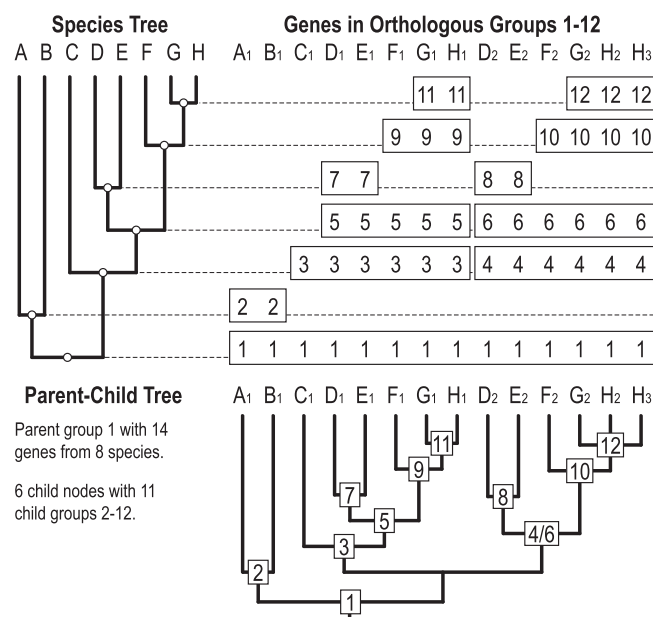 Species Tree
Genes in Orthologous Groups 1-12
A B C D E F G H
A1 B1 C1 D1 E1 F1 G1 H1 D2 E2 F2 G2 H2 H3
11 11 12 12 12
9 9 9 10 10 10 10
7 7 8 8
5 5 5 5 5 6 6 6 6 6 6
3 3 3 3 3 3 4 4 4 4 4 4
2 2
1 1 1 1 1 1 1 1 1 1 1 1 1 1
Parent-Child Tree
A1 B1 C1 D1 E1 F1 G1 H1 D2 E2 F2 G2 H2 H3
Parent group 1 with 14
genes from 8 species.
6 child nodes with 11
child groups 2-12.
11 12
9 10
7 8
5
4/6
3
2
1